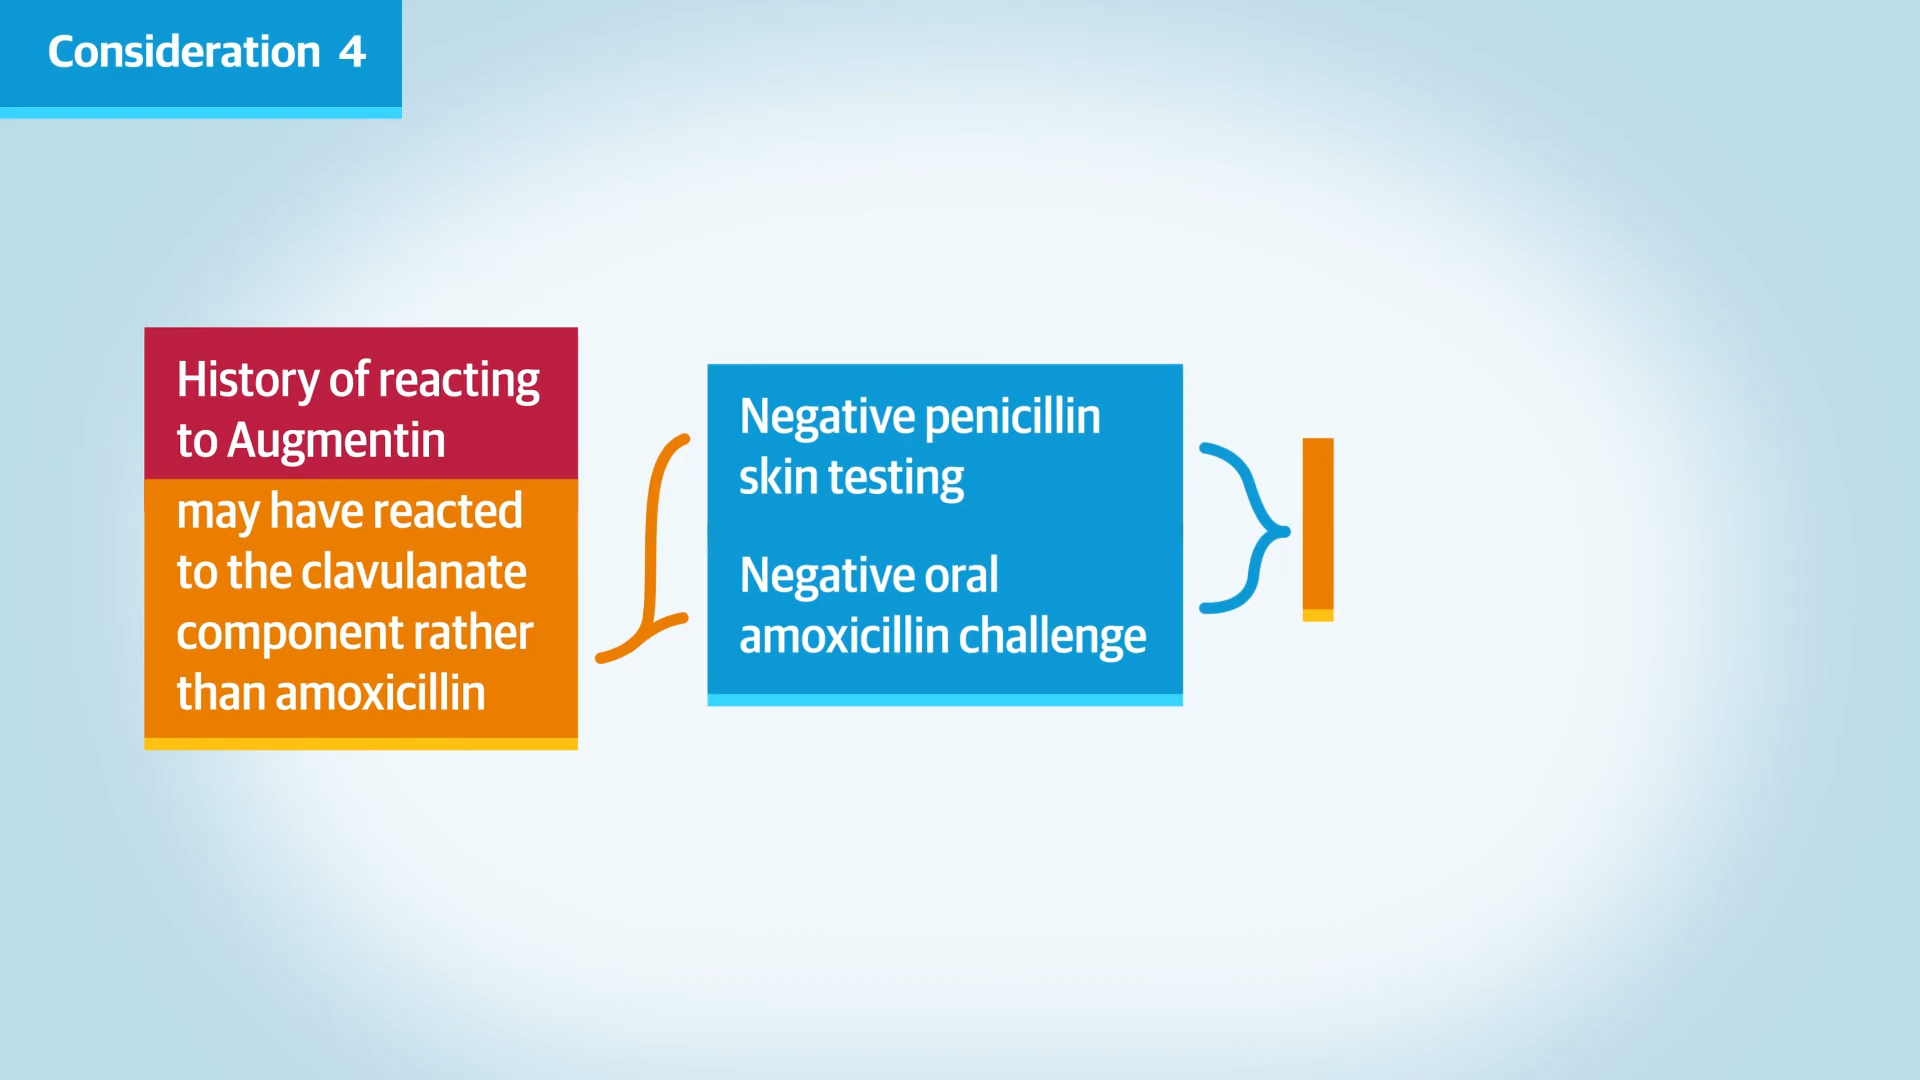 Consideration 4
History of reacting
to Augmentin
may have reacted
to the clavulanate
component rather
than amoxicillin
Negative penicillin
skin testing
Negative oral
amoxicillin challenge